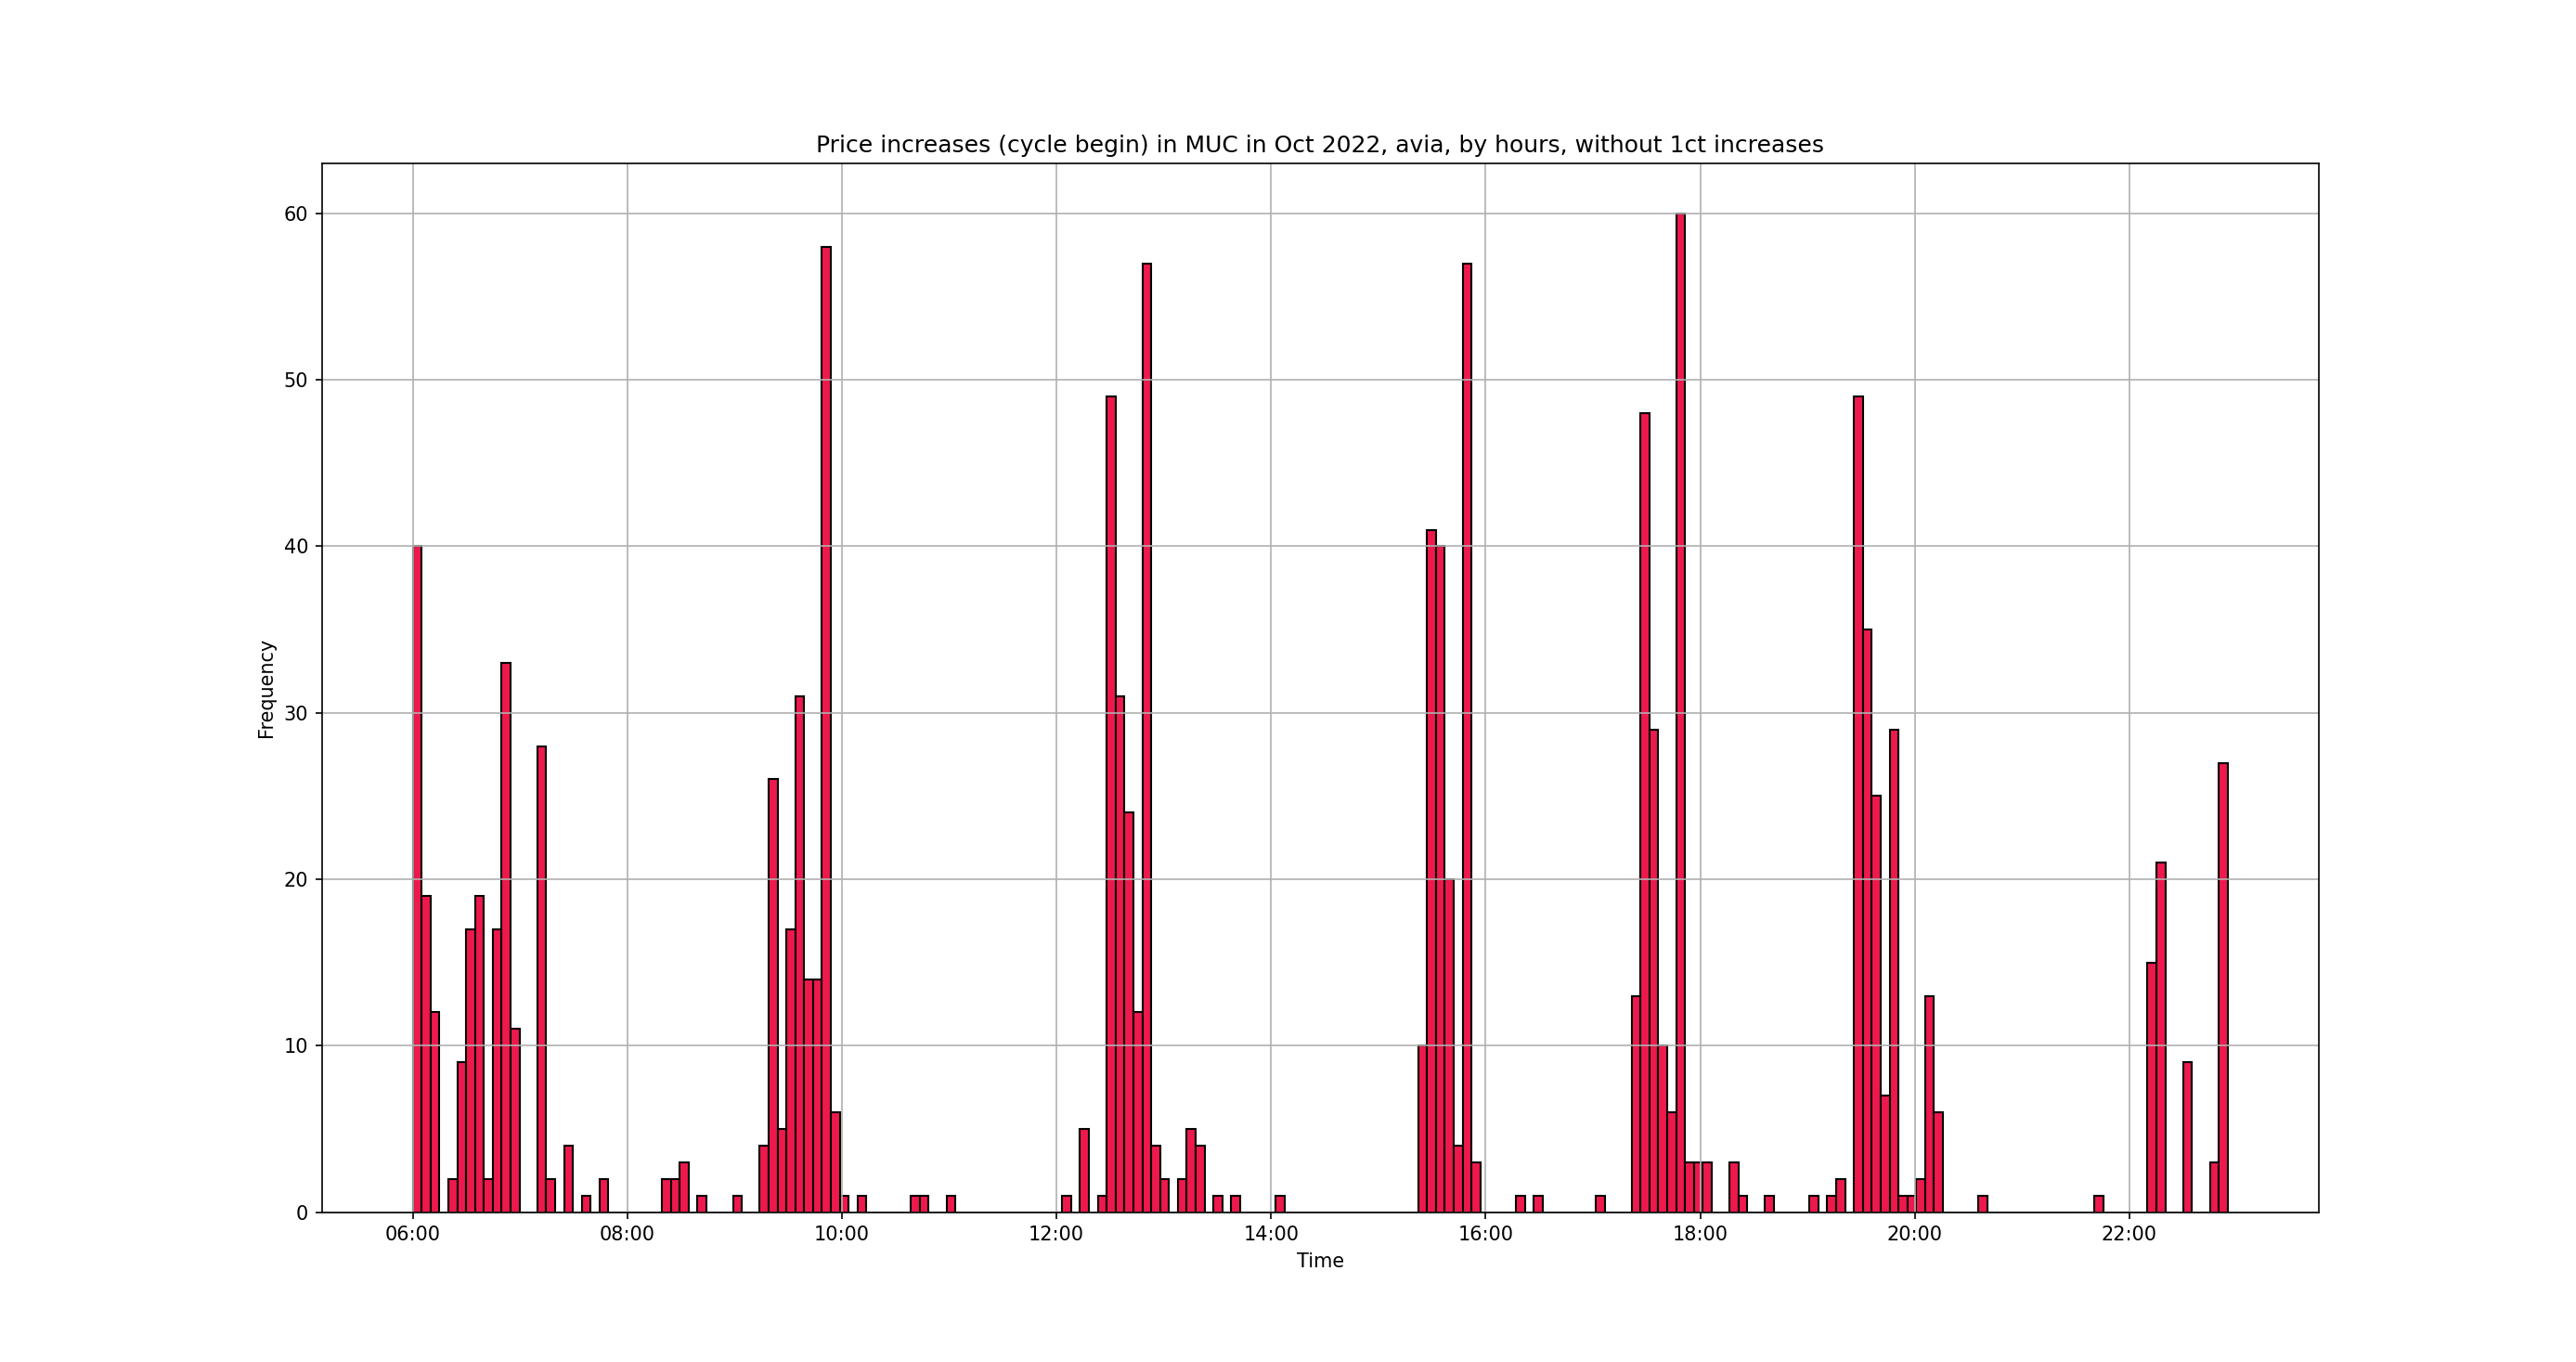 Price increases (cycle begin) in MUC in Oct 2022, avia, by hours, without 1ct increases
60
50
40
30
20
10
0
Frequency
06:00 08:00 10:00 12:00 14:00 16:00 18:00 20:00 22:00
Time